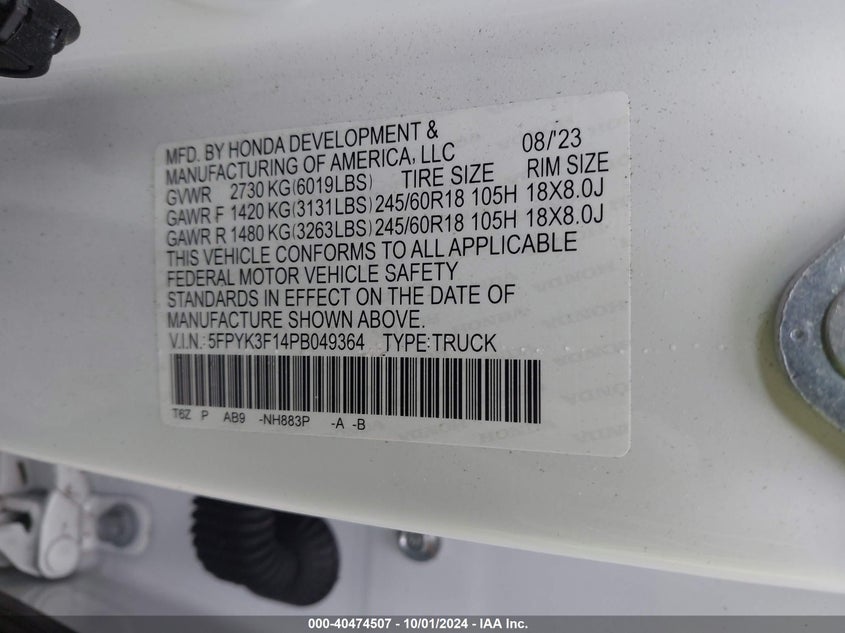 MFD. BY HONDA DEVELOPMENT & 08/'23
MANUFACTURING OF AMERICA, LLC
GVWR 2730 KG(6019LBS) TIRE SIZE RIM SIZE
GAWR F 1420 KG(3131LBS) 245/60R18 105H 18X8.0J
GAWR R 1480 KG(3263LBS) 245/60R18 105H 18X8.0J
THIS VEHICLE CONFORMS TO ALL APPLICABLE
FEDERAL MOTOR VEHICLE SAFETY
STANDARDS IN EFFECT ON THE DATE OF
MANUFACTURE SHOWN ABOVE.
V.I.N.: 5FPYK3F14PB049364 TYPE:TRUCK
T6Z P AB9 -NH883P -A -B
000-40474507 - 10/01/2024 - IAA Inc.